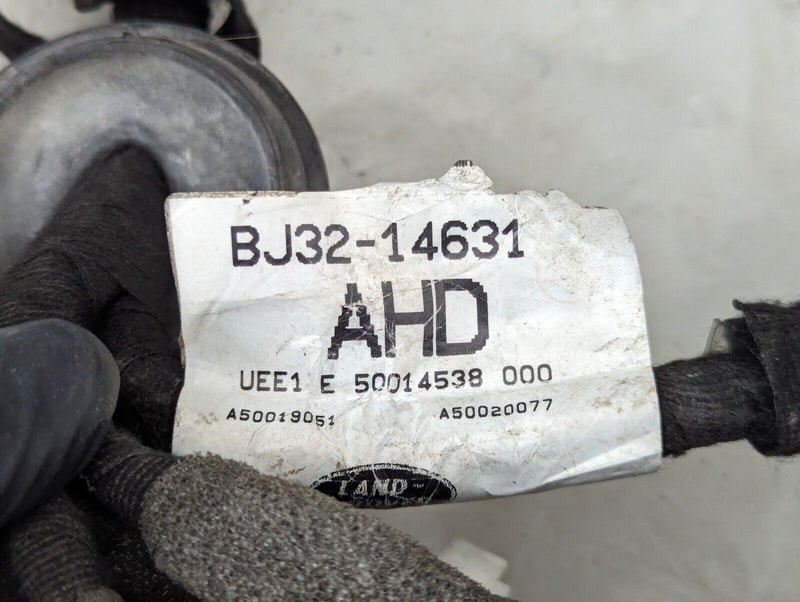 BJ32-14631
AHD
UEE1 E 50014538 000
A50019051 A50020077
LAND